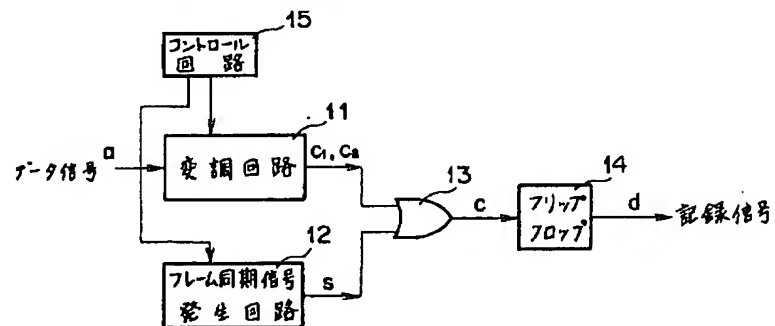 15
コントロール
回路
11
a
データ信号
変調回路
C1, C2
13
C
14
フリップ
フロップ
d
記録信号
12
フレーム同期信号
発生回路
S